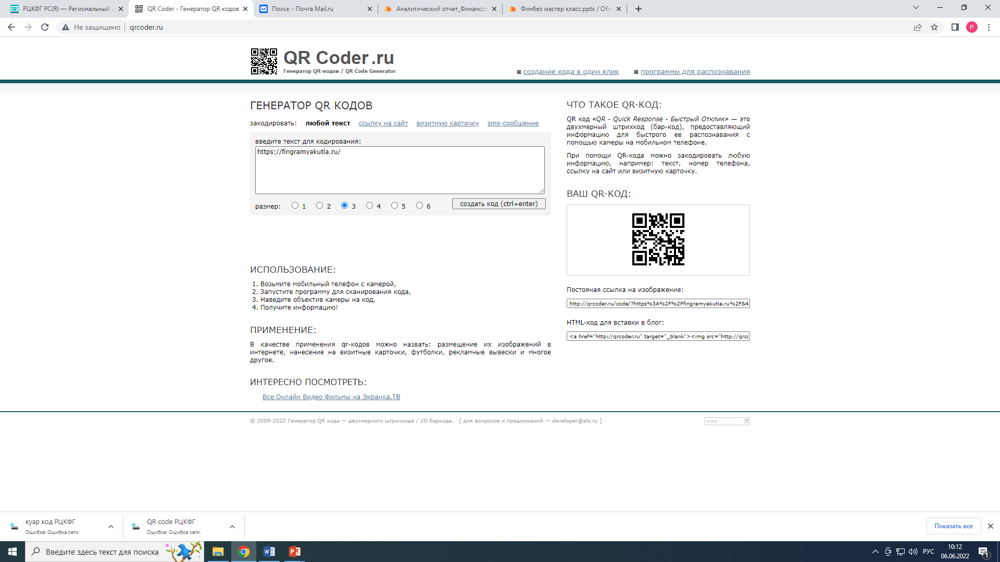 РЦКФГ РС(Я) — Региональный ц
QR Coder - Генератор QR кодов
Поиск - Почта Mail.ru
Аналитический отчет_Финансо
Финбез мастер класс.pptx / Обл
Не защищено
qrcoder.ru
P
QR Coder.ru
Генератор QR-кодов / QR Code Generator
создание кода в один клик
программы для распознавания
ГЕНЕРАТОР QR КОДОВ
закодировать: любой текст ссылку на сайт визитную карточку sms-сообщение
введите текст для кодирования:
https://fingramyakutia.ru/
размер: 1 2 3 4 5 6
создать код (ctrl+enter)
ИСПОЛЬЗОВАНИЕ:
1. Возьмите мобильный телефон с камерой,
2. Запустите программу для сканирования кода,
3. Наведите объектив камеры на код,
4. Получите информацию!
ПРИМЕНЕНИЕ:
В качестве применения qr-кодов можно назвать: размещение их изображений в
интернете, нанесение на визитные карточки, футболки, рекламные вывески и многое
другое.
ИНТЕРЕСНО ПОСМОТРЕТЬ:
Все Онлайн Видео Фильмы на Экранка.ТВ
ЧТО ТАКОЕ QR-КОД:
QR код «QR - Quick Response - Быстрый Отклик» — это
двухмерный штрихкод (бар-код), предоставляющий
информацию для быстрого ее распознавания с
помощью камеры на мобильном телефоне.
При помощи QR-кода можно закодировать любую
информацию, например: текст, номер телефона,
ссылку на сайт или визитную карточку.
ВАШ QR-КОД:
Постояная ссылка на изображение:
http://qrcoder.ru/code/?https%3A%2F%2Ffingramyakutia.ru%2F&4
HTML-код для вставки в блог:
<a href="http://qrcoder.ru" target="_blank"><img src="http://qrcc
© 2009-2022 Генератор QR кода — двухмерного штрихкода / 2D баркода. [ для вопросов и предложений — developer@alz.ru ]
SOS
куар код РЦКФГ
Ошибка: Ошибка сети.
QR code РЦКФГ
Ошибка: Ошибка сети.
Показать все
Введите здесь текст для поиска
РУС
10:12
06.06.2022
1